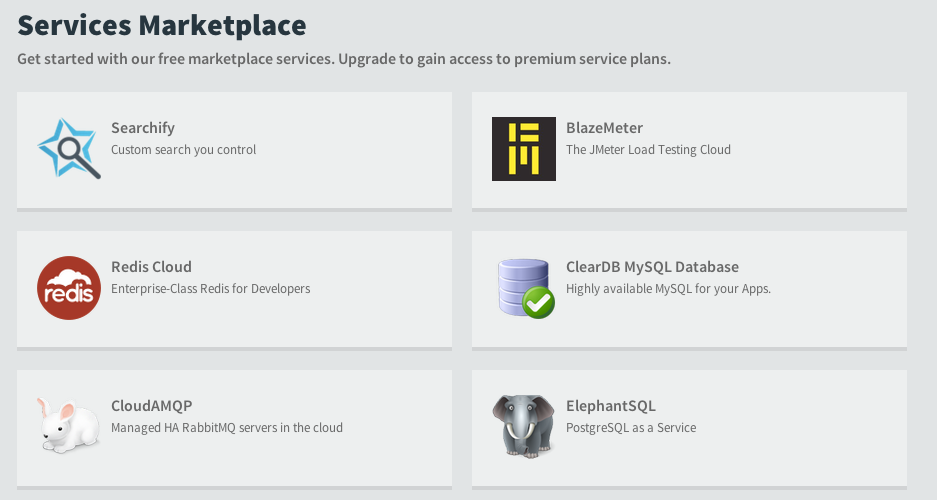 Services Marketplace
Get started with our free marketplace services. Upgrade to gain access to premium service plans.
Searchify
Custom search you control
BlazeMeter
The JMeter Load Testing Cloud
redis
Redis Cloud
Enterprise-Class Redis for Developers
ClearDB MySQL Database
Highly available MySQL for your Apps.
CloudAMQP
Managed HA RabbitMQ servers in the cloud
ElephantSQL
PostgreSQL as a Service